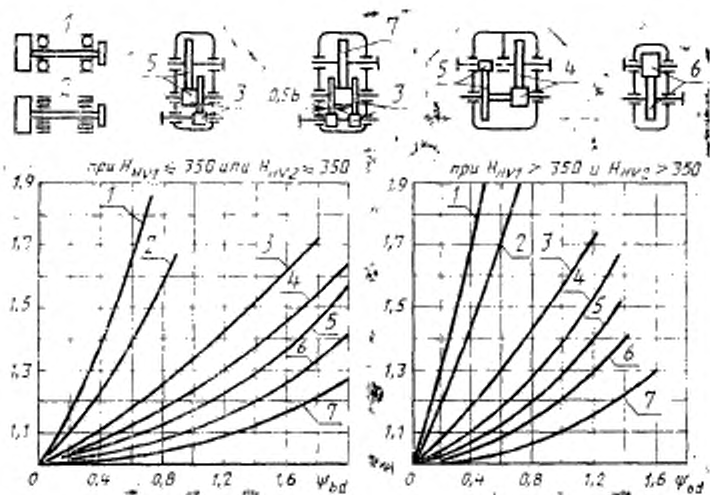 1 7
5 5 4 6
2 3 0,5b 3
при H_HV1 ≤ 350 или H_HV2 ≤ 350 при H_HV1 > 350 и H_HV2 > 350
1.9 1.9
1 1
2 3 2 3
1.7 1.7
4 4
1.5 5 1.5 5
6 6
1.3 1.3
7 7
1,1 1,1
0 0,4 0,8 1,2 1,6 ψbd 0 0,4 0,8 1,2 1,6 ψbd